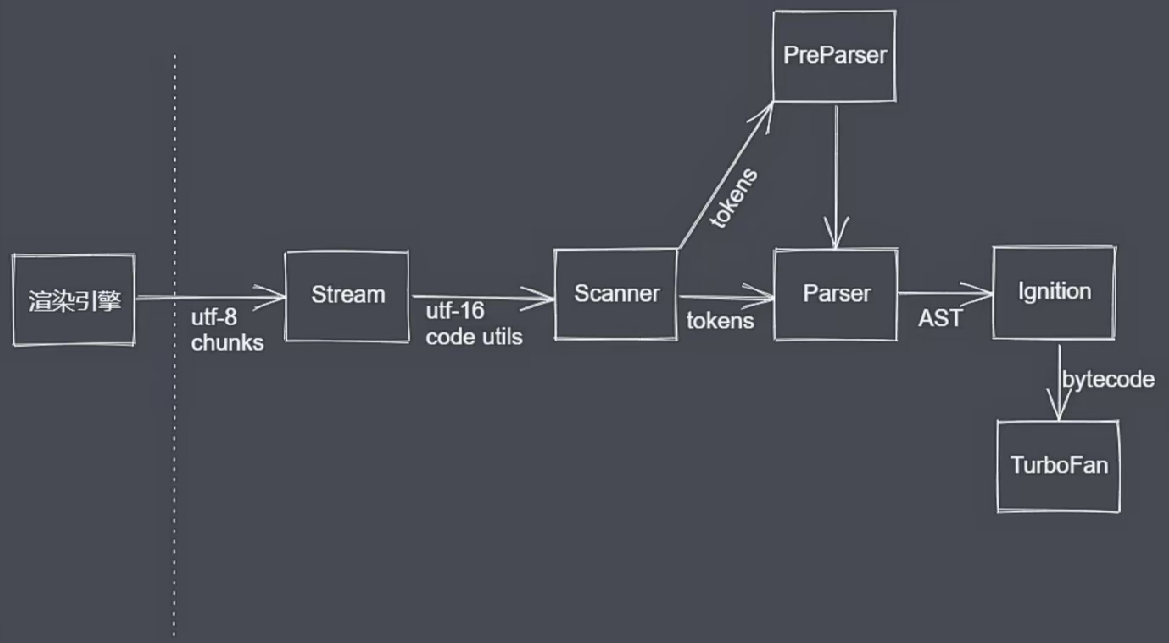 PreParser
tokens
渲染引擎
utf-8
chunks
Stream
utf-16
code utils
Scanner
tokens
Parser
AST
Ignition
bytecode
TurboFan